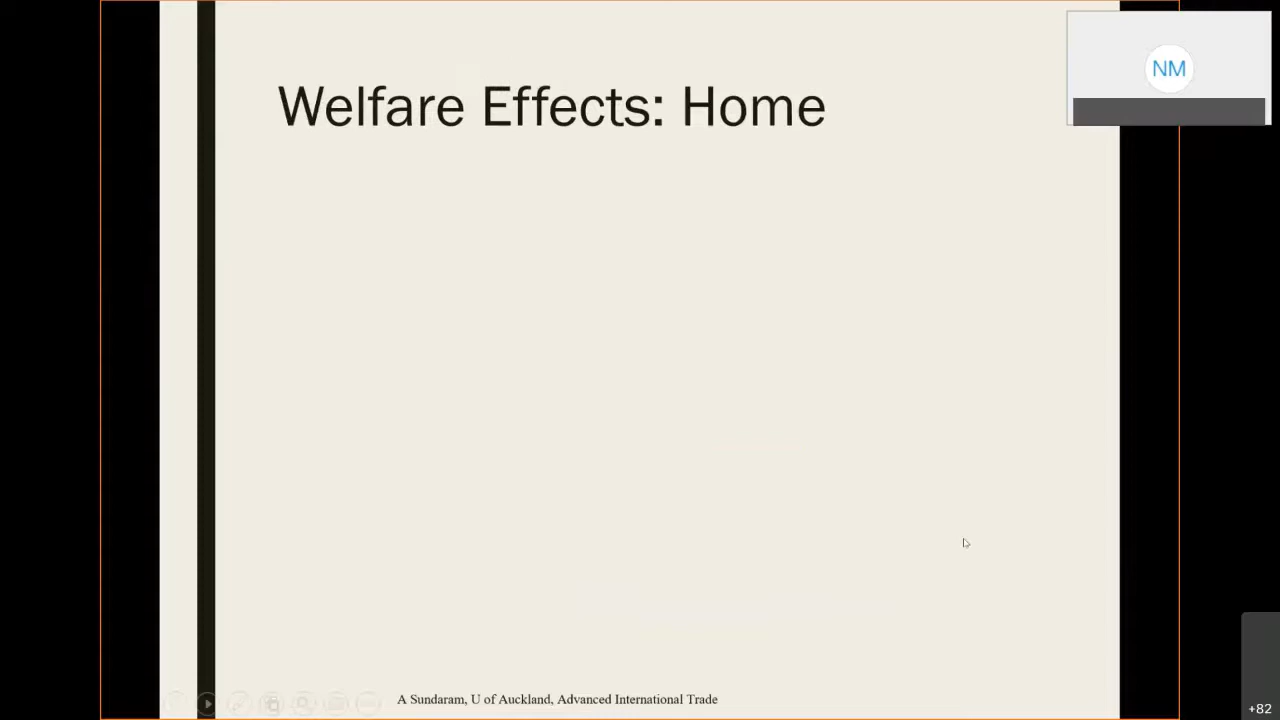 Welfare Effects: Home
NM
A Sundaram, U of Auckland, Advanced International Trade
+82